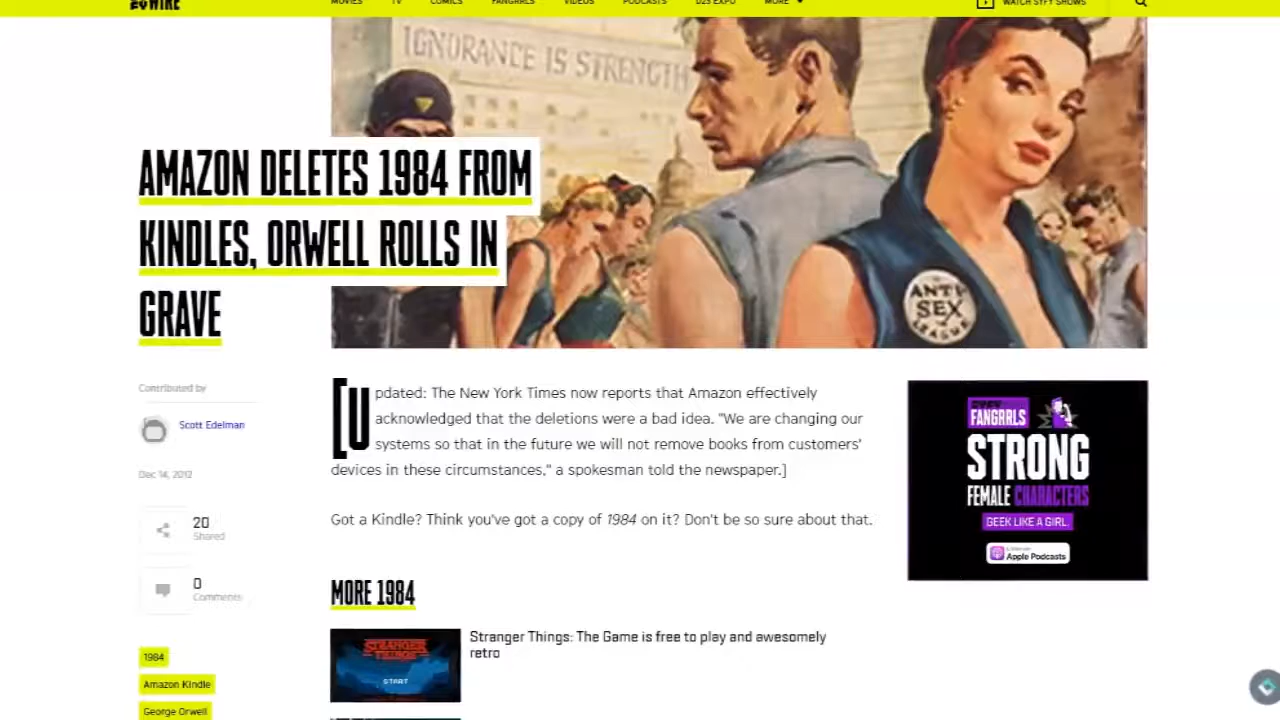 WIRE
MOVIES TV COMICS FANGRRLS VIDEOS PODCASTS D23 EXPO MORE
WATCH SYFY SHOWS
IGNORANCE IS STRENGTH
AMAZON DELETES 1984 FROM
KINDLES, ORWELL ROLLS IN
GRAVE
ANTI
SEX
LEAGUE
Contributed by
Scott Edelman
Dec 14, 2012
20
Shared
0
Comments
1984
Amazon Kindle
George Orwell
[Updated: The New York Times now reports that Amazon effectively
acknowledged that the deletions were a bad idea. "We are changing our
systems so that in the future we will not remove books from customers'
devices in these circumstances," a spokesman told the newspaper.]
Got a Kindle? Think you've got a copy of 1984 on it? Don't be so sure about that.
MORE 1984
STRANGER
THINGS
START
Stranger Things: The Game is free to play and awesomely
retro
FANGRRLS
STRONG
FEMALE CHARACTERS
GEEK LIKE A GIRL.
Apple Podcasts